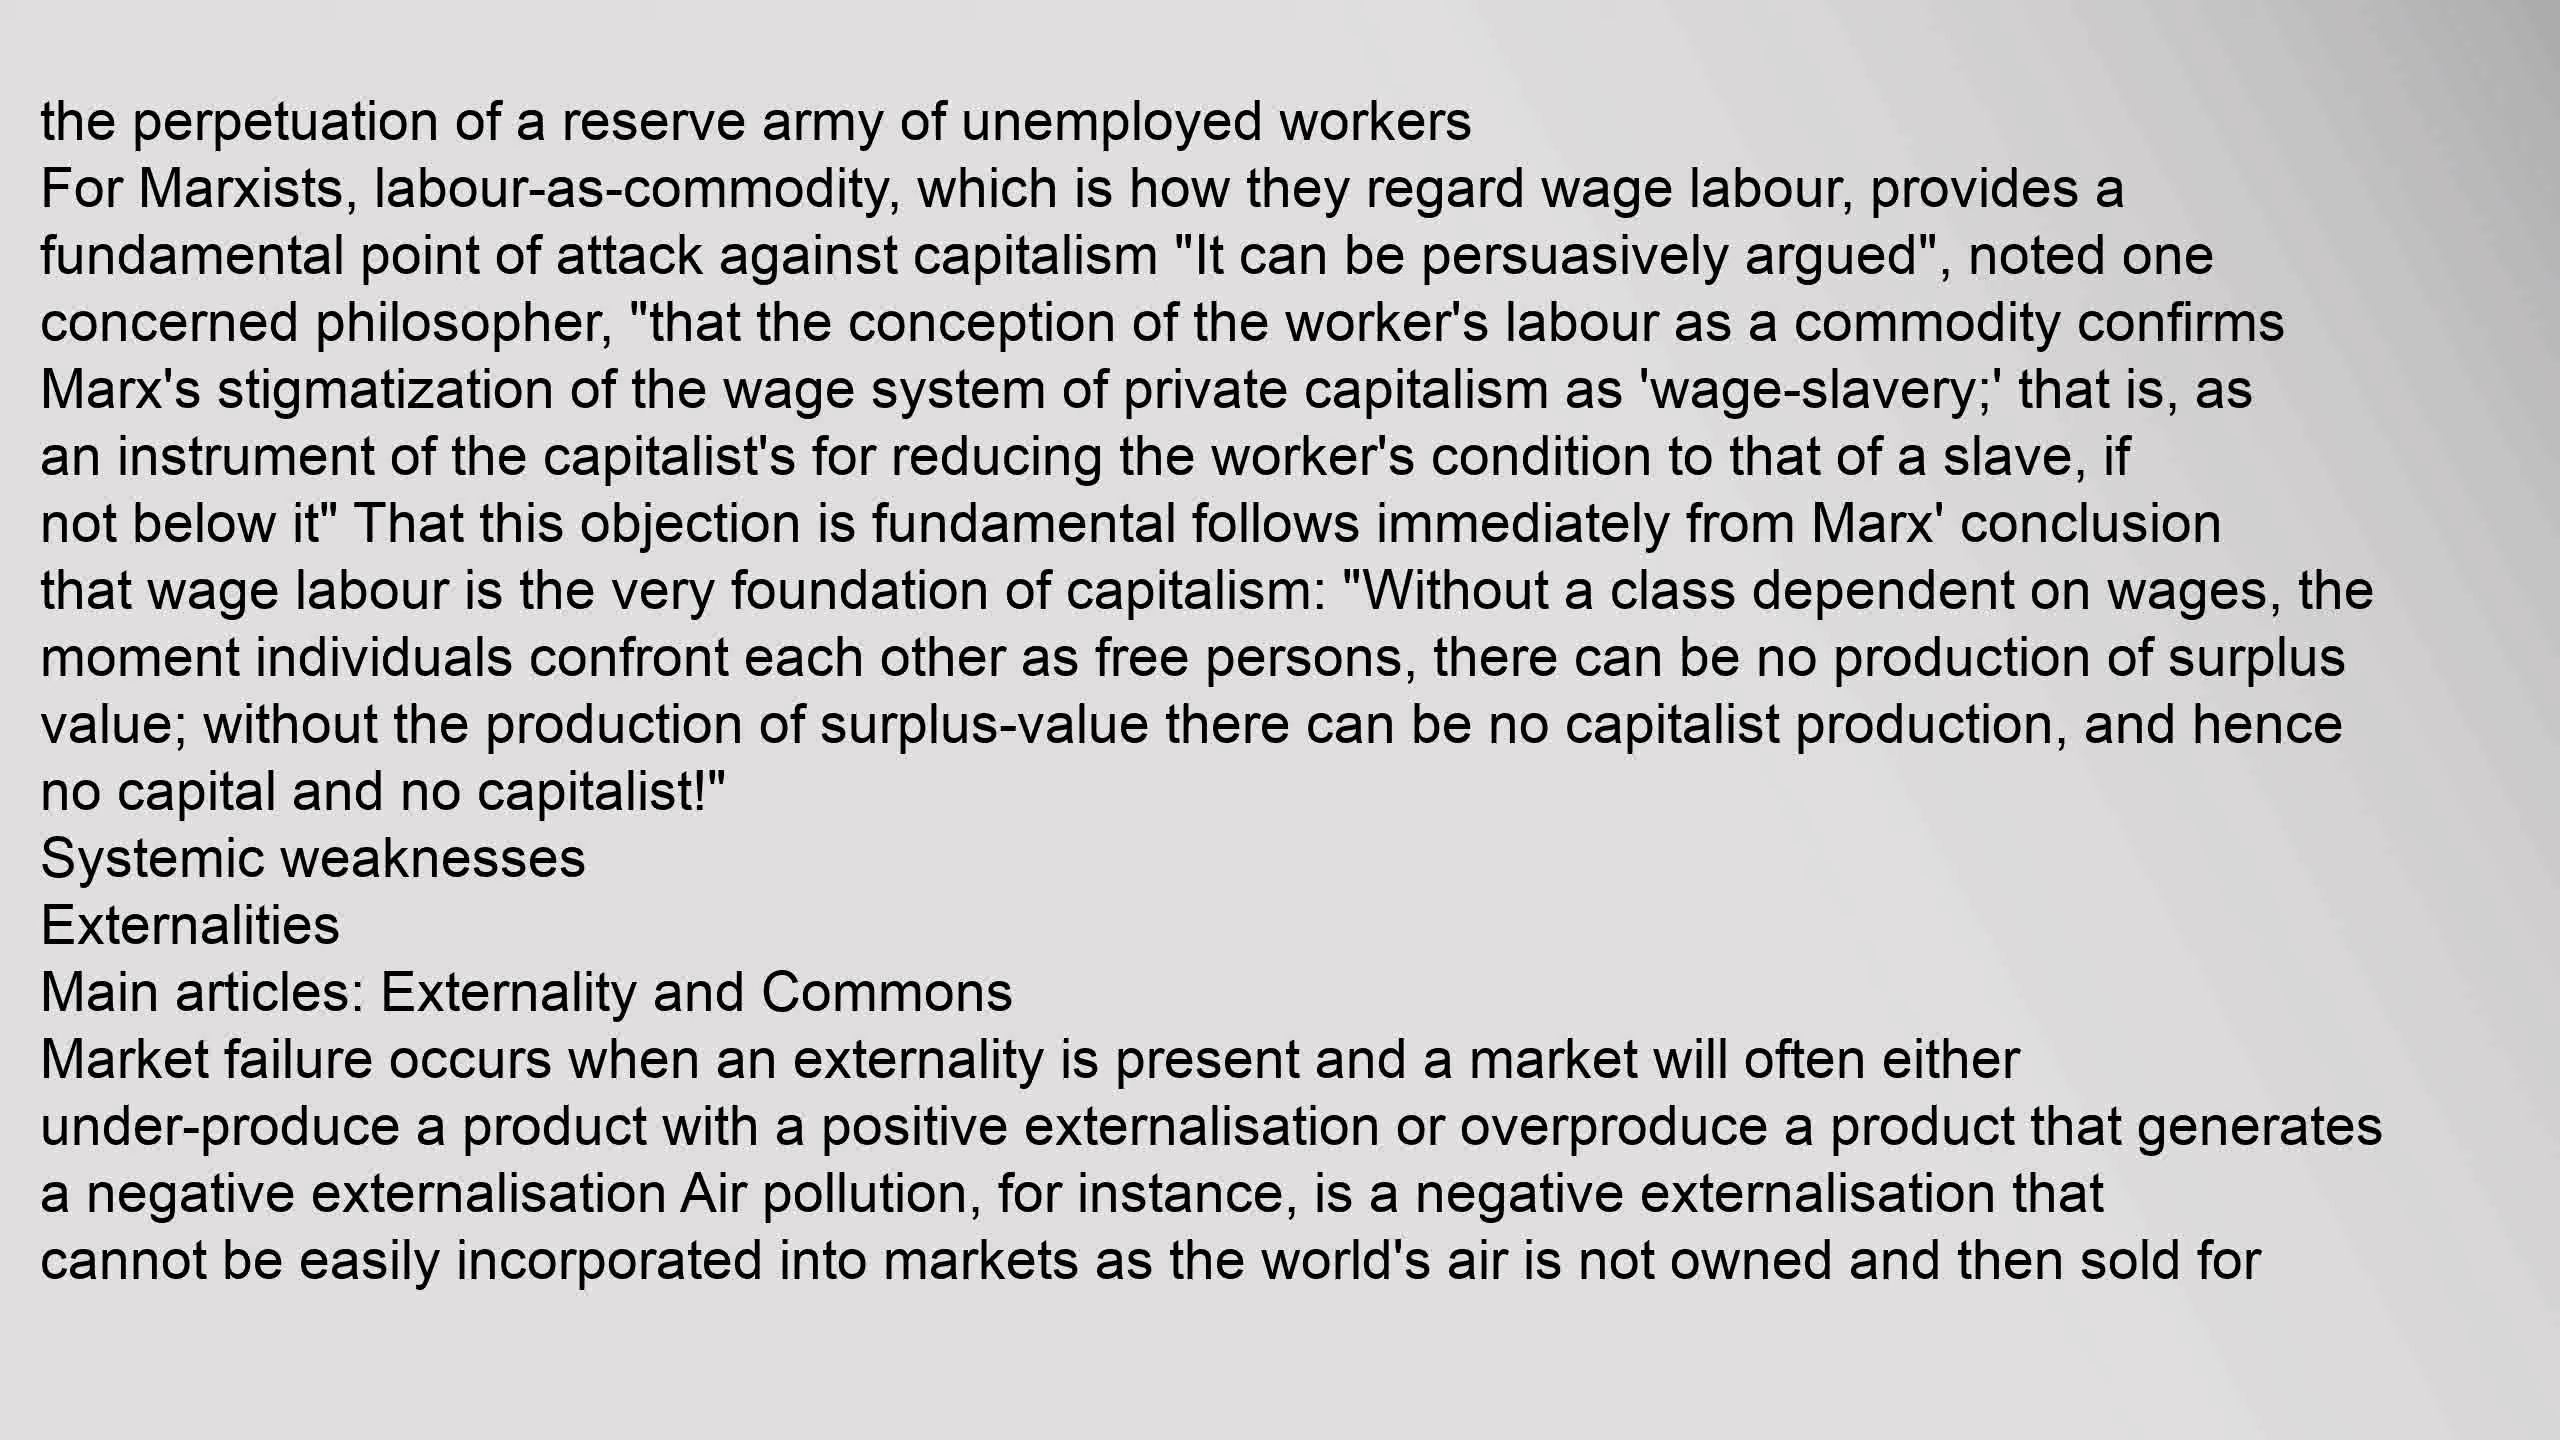 the perpetuation of a reserve army of unemployed workers
For Marxists, labour-as-commodity, which is how they regard wage labour, provides a
fundamental point of attack against capitalism "It can be persuasively argued", noted one
concerned philosopher, "that the conception of the worker's labour as a commodity confirms
Marx's stigmatization of the wage system of private capitalism as 'wage-slavery;' that is, as
an instrument of the capitalist's for reducing the worker's condition to that of a slave, if
not below it" That this objection is fundamental follows immediately from Marx' conclusion
that wage labour is the very foundation of capitalism: "Without a class dependent on wages, the
moment individuals confront each other as free persons, there can be no production of surplus
value; without the production of surplus-value there can be no capitalist production, and hence
no capital and no capitalist!"
Systemic weaknesses
Externalities
Main articles: Externality and Commons
Market failure occurs when an externality is present and a market will often either
under-produce a product with a positive externalisation or overproduce a product that generates
a negative externalisation Air pollution, for instance, is a negative externalisation that
cannot be easily incorporated into markets as the world's air is not owned and then sold for